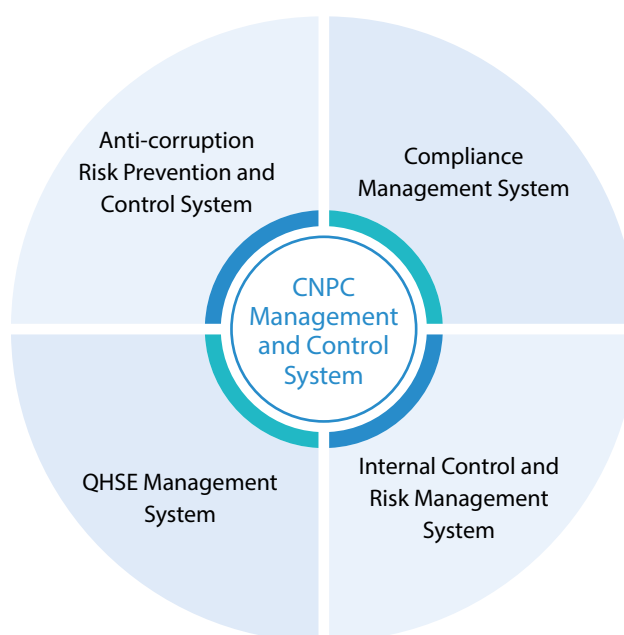 Anti-corruption
Risk Prevention and
Control System
Compliance
Management System
CNPC
Management
and Control
System
QHSE Management
System
Internal Control and
Risk Management
System